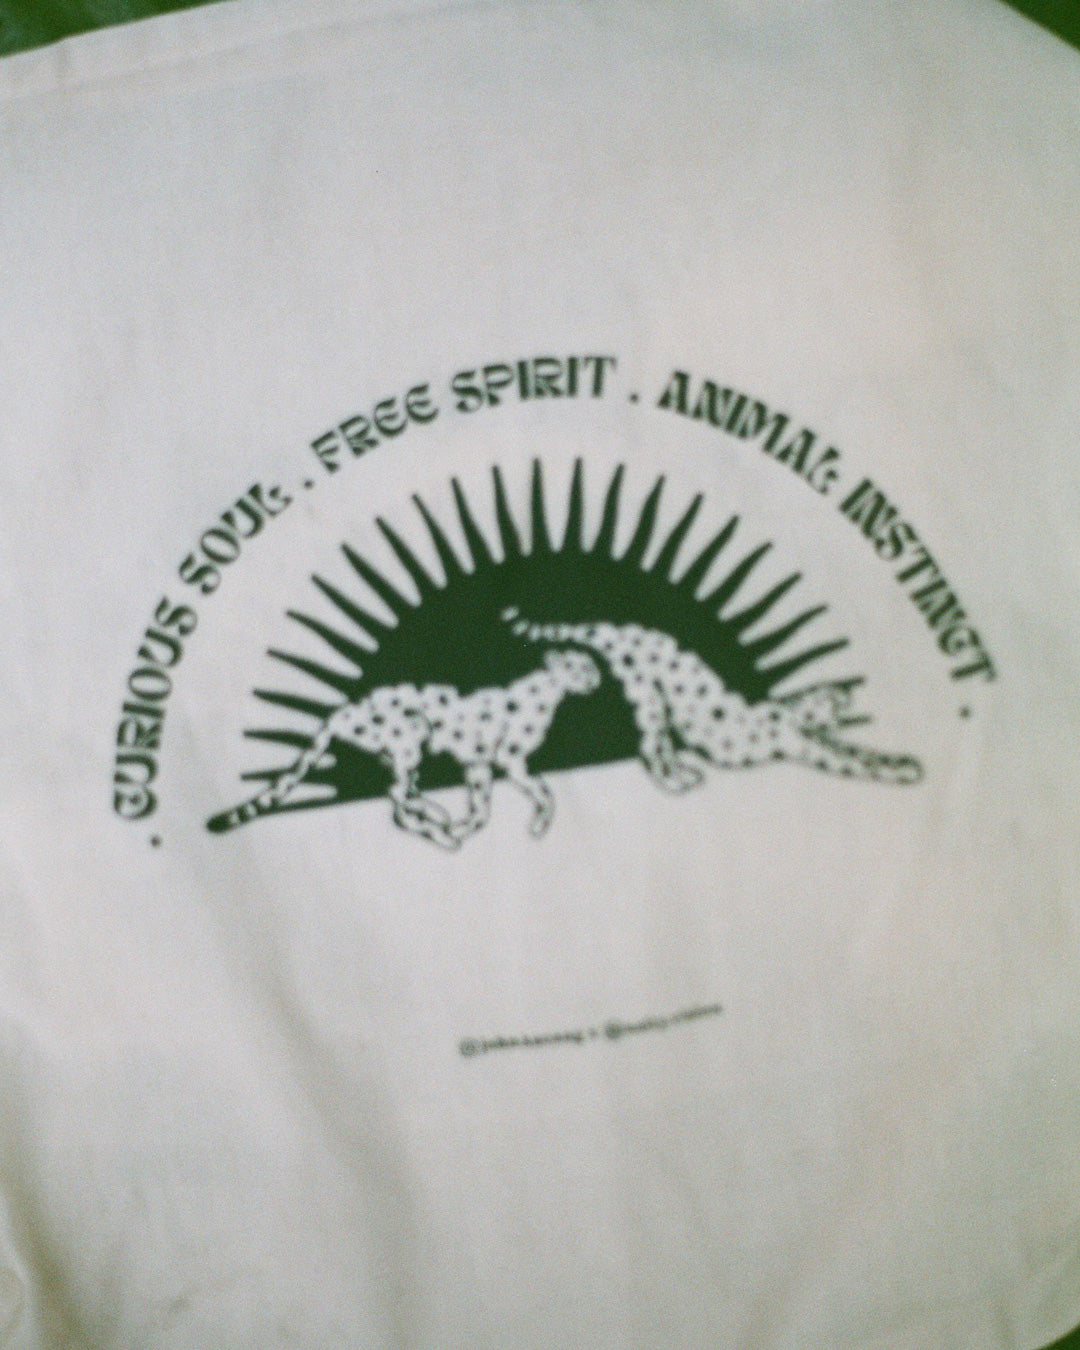 . CURIOUS SOUL . FREE SPIRIT . ANIMAL INSTINCT .